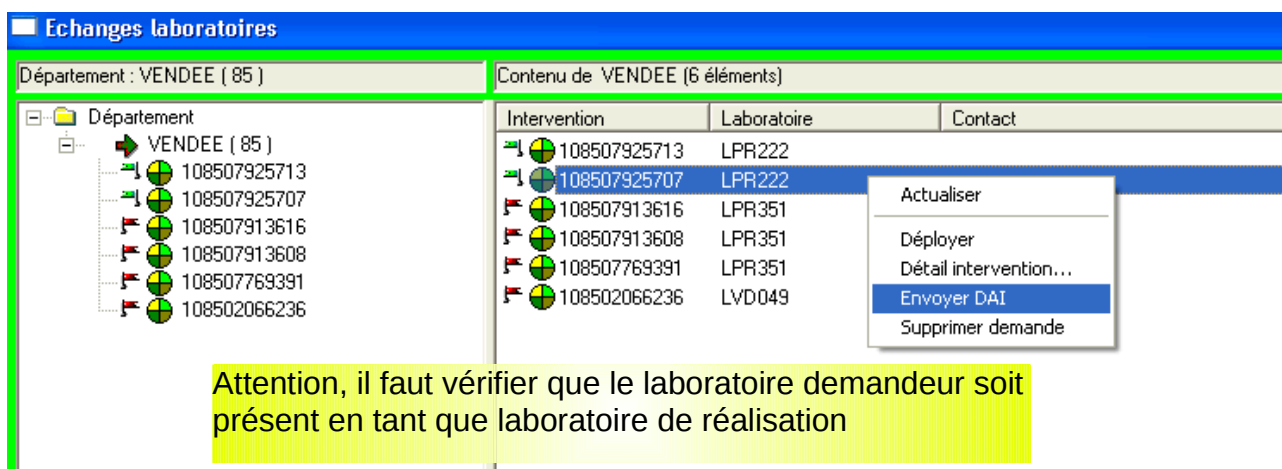 Echanges laboratoires
Département : VENDEE ( 85 )
Contenu de VENDEE (6 éléments)
Département
VENDEE ( 85 )
108507925713
108507925707
108507913616
108507913608
108507769391
108502066236
Intervention Laboratoire Contact
108507925713 LPR222
108507925707 LPR222
108507913616 LPR351
108507913608 LPR351
108507769391 LPR351
108502066236 LVD049
Actualiser
Déployer
Détail intervention...
Envoyer DAI
Supprimer demande
Attention, il faut vérifier que le laboratoire demandeur soit
présent en tant que laboratoire de réalisation